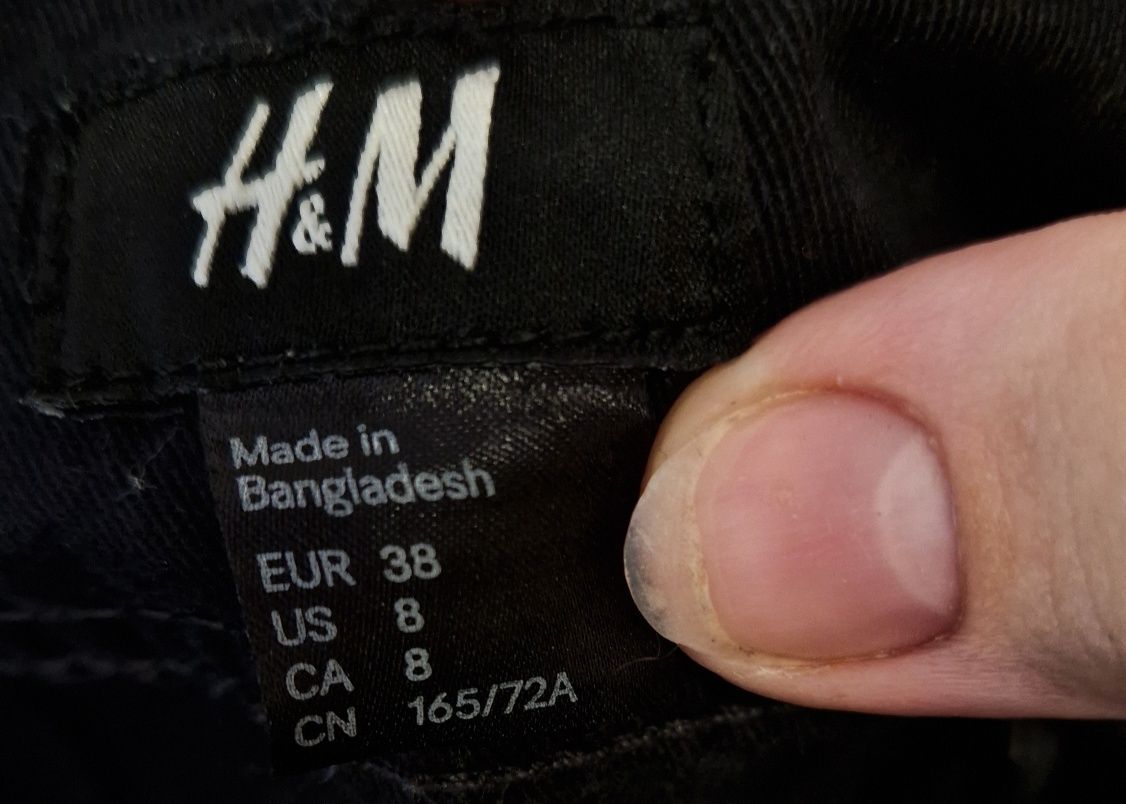 H&M
Made in
Bangladesh
EUR 38
US 8
CA 8
CN 165/72A